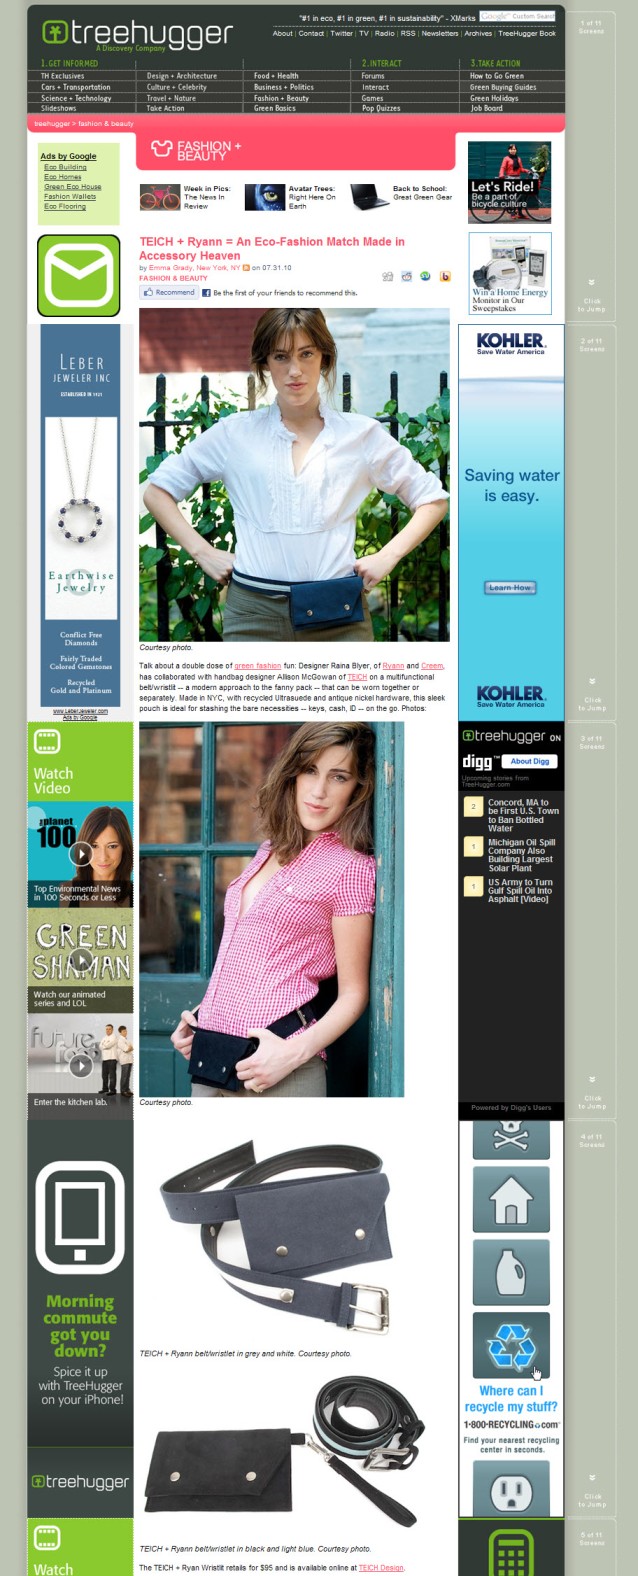 treehugger
A Discovery Company
"#1 in eco, #1 in green, #1 in sustainability" - XMarks
Google™ Custom Search
About | Contact | Twitter | TV | Radio | RSS | Newsletters | Archives | TreeHugger Book
1.GET INFORMED
2.INTERACT
3.TAKE ACTION
TH Exclusives
Design + Architecture
Food + Health
Forums
How to Go Green
Cars + Transportation
Culture + Celebrity
Business + Politics
Interact
Green Buying Guides
Science + Technology
Travel + Nature
Fashion + Beauty
Games
Green Holidays
Slideshows
Take Action
Green Basics
Pop Quizzes
Job Board
treehugger > fashion & beauty
Ads by Google
Eco Building
Eco Homes
Green Eco House
Fashion Wallets
Eco Flooring
FASHION +
BEAUTY
Week in Pics:
The News In
Review
Avatar Trees:
Right Here On
Earth
Back to School:
Great Green Gear
Let's Ride!
Be a part of
bicycle culture
TEICH + Ryann = An Eco-Fashion Match Made in
Accessory Heaven
by Emma Grady, New York, NY on 07.31.10
FASHION & BEAUTY
Recommend
Be the first of your friends to recommend this.
Win a Home Energy
Monitor in Our
Sweepstakes
LEBER
JEWELER INC
ESTABLISHED IN 1921
Earthwise
Jewelry
Conflict Free
Diamonds
Fairly Traded
Colored Gemstones
Recycled
Gold and Platinum
www.LeberJeweler.com
Ads by Google
KOHLER
Save Water America
Saving water
is easy.
Learn How
KOHLER
Save Water America
Courtesy photo.
Talk about a double dose of green fashion fun: Designer Raina Blyer, of Ryann and Creem,
has collaborated with handbag designer Allison McGowan of TEICH on a multifunctional
belt/wristlet -- a modern approach to the fanny pack -- that can be worn together or
separately. Made in NYC, with recycled Ultrasuede and antique nickel hardware, this sleek
pouch is ideal for stashing the bare necessities -- keys, cash, ID -- on the go. Photos:
Watch
Video
the planet
100
Top Environmental News
in 100 Seconds or Less
GREEN
SHAMAN
Watch our animated
series and LOL
future
food
Enter the kitchen lab.
treehugger ON
digg™
About Digg
Upcoming stories from
TreeHugger.com
2
Concord, MA to
be First U.S. Town
to Ban Bottled
Water
1
Michigan Oil Spill
Company Also
Building Largest
Solar Plant
1
US Army to Turn
Gulf Spill Oil Into
Asphalt [Video]
Powered by Digg's Users
Courtesy photo.
Morning
commute
got you
down?
Spice it up
with TreeHugger
on your iPhone!
treehugger
TEICH + Ryann belt/wristlet in grey and white. Courtesy photo.
Where can I
recycle my stuff?
1-800-RECYCLING.com
Find your nearest recycling
center in seconds.
TEICH + Ryann belt/wristlet in black and light blue. Courtesy photo.
The TEICH + Ryan Wristlit retails for $95 and is available online at TEICH Design.
Watch
1 of 11
Screens
Click
to Jump
2 of 11
Screens
Click
to Jump
3 of 11
Screens
Click
to Jump
4 of 11
Screens
Click
to Jump
5 of 11
Screens